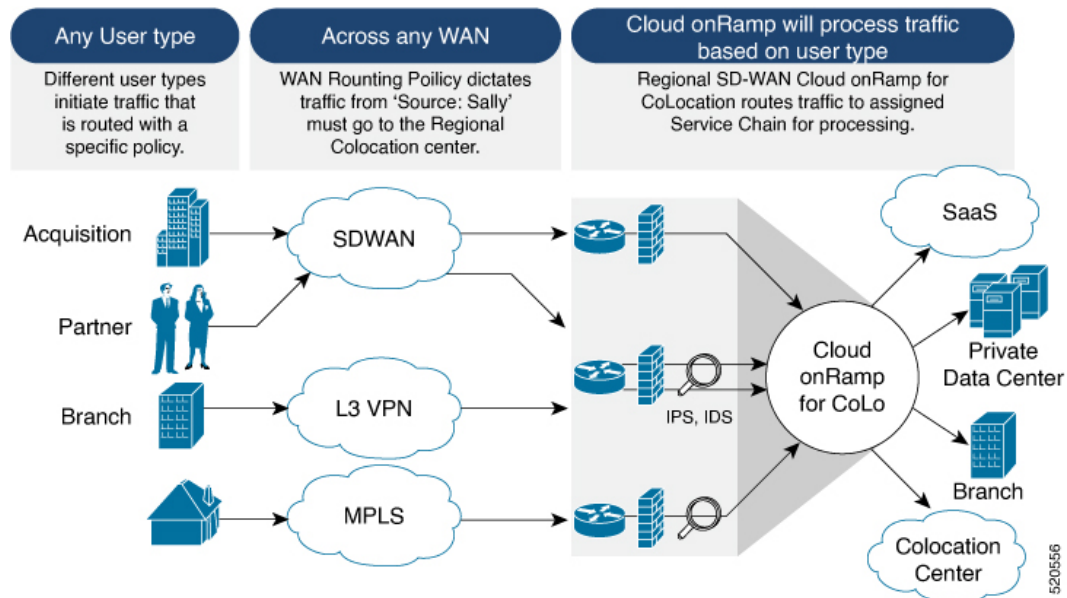 Any User type
Different user types
initiate traffic that
is routed with a
specific policy.
Across any WAN
WAN Rounting Poilicy dictates
traffic from ‘Source: Sally’
must go to the Regional
Colocation center.
Cloud onRamp will process traffic
based on user type
Regional SD-WAN Cloud onRamp for
CoLocation routes traffic to assigned
Service Chain for processing.
Acquisition
SDWAN
SaaS
Partner
Private
Data Center
Cloud
onRamp
for CoLo
Branch
L3 VPN
IPS, IDS
Branch
MPLS
Colocation
Center
520556